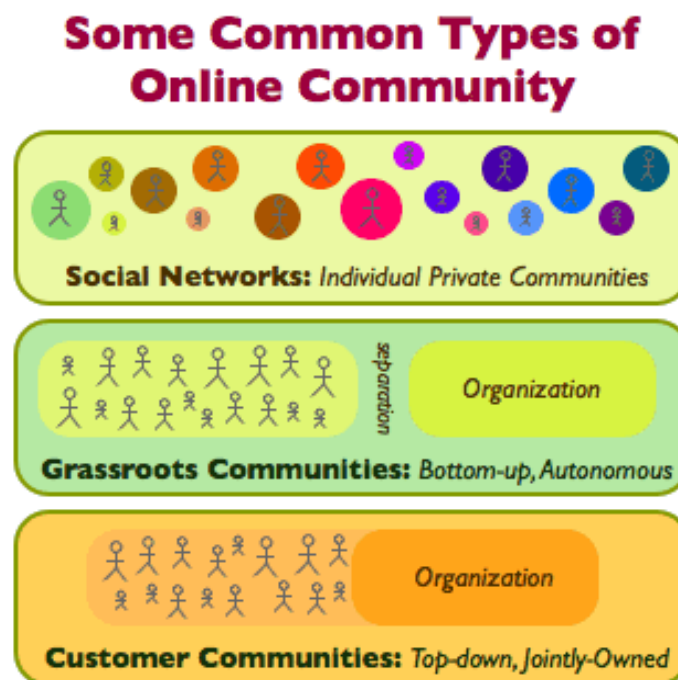 Some Common Types of
Online Community
Social Networks: Individual Private Communities
separation
Organization
Grassroots Communities: Bottom-up, Autonomous
Organization
Customer Communities: Top-down, Jointly-Owned